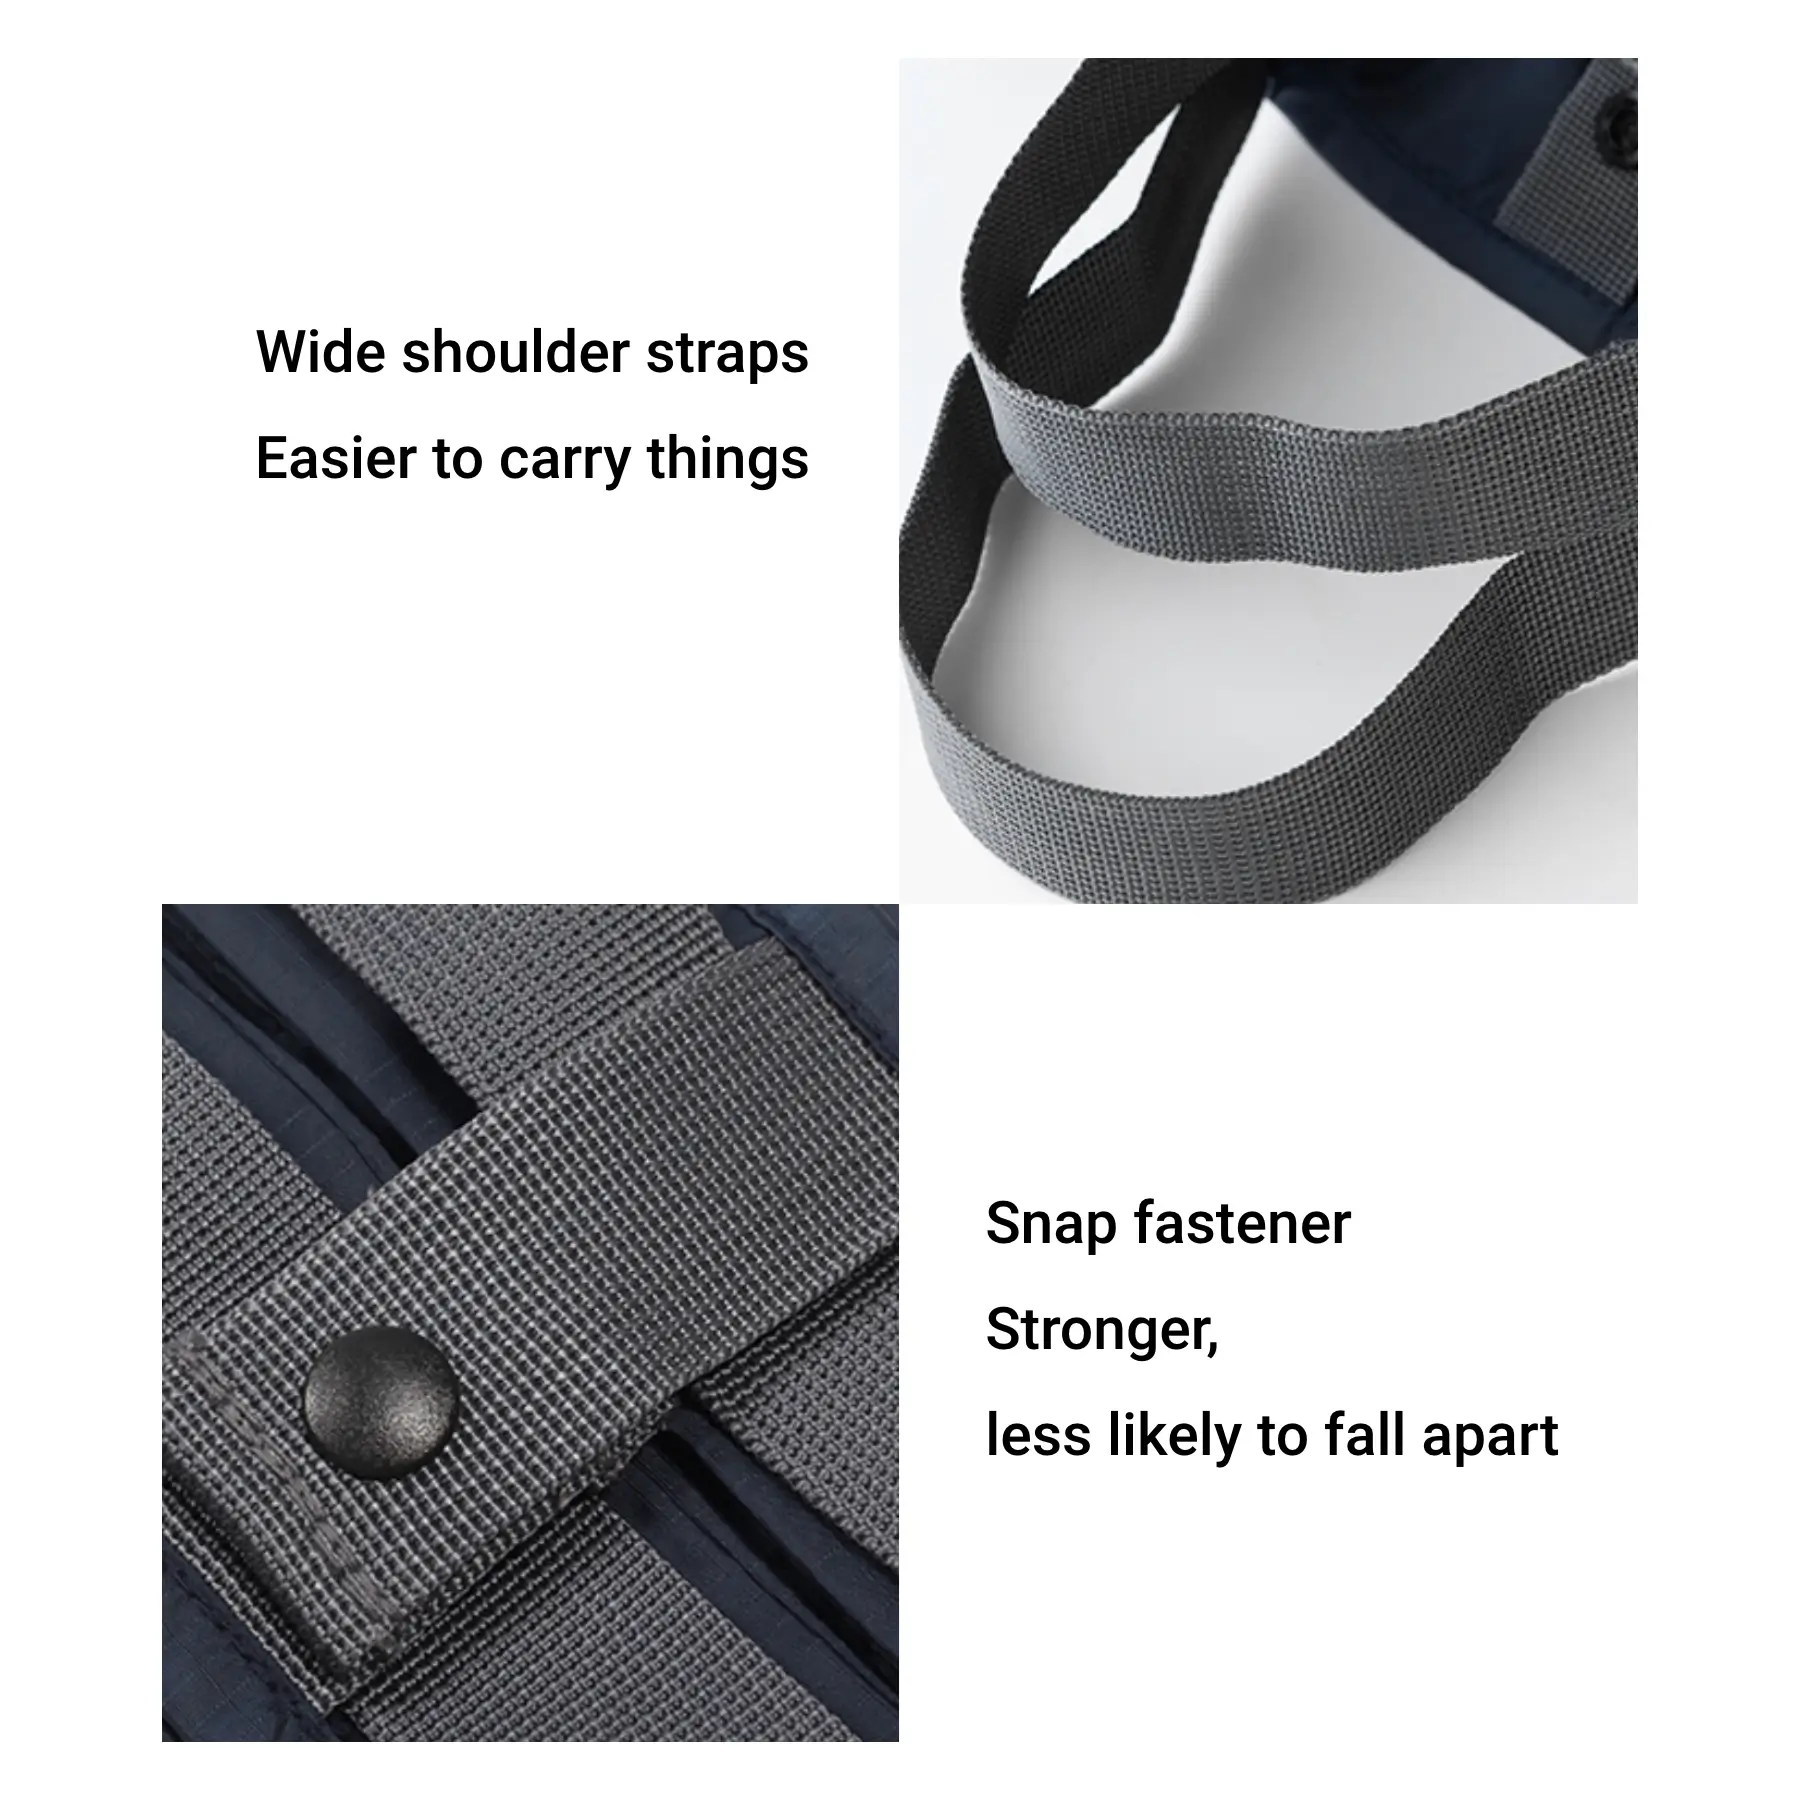 Wide shoulder straps
Easier to carry things
Snap fastener
Stronger,
less likely to fall apart